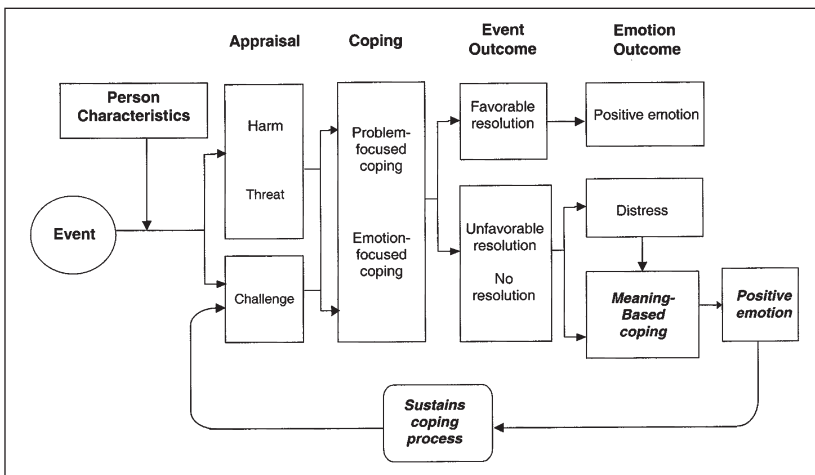 Appraisal
Coping
Event
Outcome
Emotion
Outcome
Person
Characteristics
Event
Harm
Threat
Challenge
Problem-
focused
coping
Emotion-
focused
coping
Favorable
resolution
Unfavorable
resolution
No
resolution
Positive emotion
Distress
Meaning-
Based
coping
Positive
emotion
Sustains
coping
process